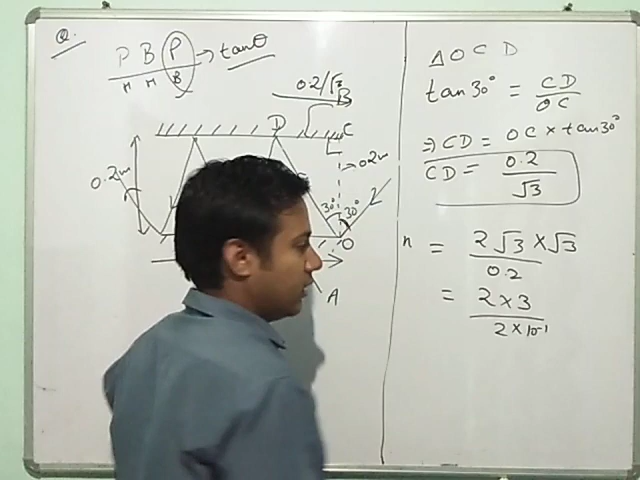 Q.
P B P → tanθ
H H B
0.2/√3
B
D
C
0.2m
0.2m
30° 30°
O
A
Δ O C D
tan 30° = CD/OC
⇒ CD = OC × tan 30°
CD = 0.2/√3
n = 2√3 × √3/0.2
= 2 × 3/2 × 10⁻¹